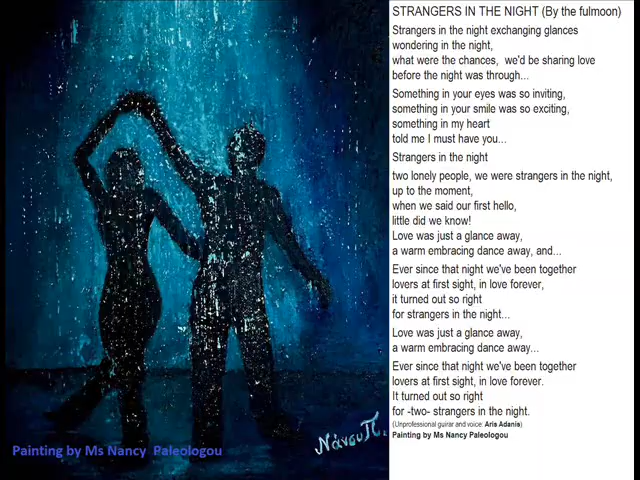 STRANGERS IN THE NIGHT (By the fulmoon)
Strangers in the night exchanging glances
wondering in the night,
what were the chances,  we'd be sharing love
before the night was through...
Something in your eyes was so inviting,
something in your smile was so exciting,
something in my heart
told me I must have you...
Strangers in the night
two lonely people, we were strangers in the night,
up to the moment,
when we said our first hello,
little did we know!
Love was just a glance away,
a warm embracing dance away, and...
Ever since that night we've been together
lovers at first sight, in love forever,
it turned out so right
for strangers in the night...
Love was just a glance away,
a warm embracing dance away...
Ever since that night we've been together
lovers at first sight, in love forever.
It turned out so right
for -two- strangers in the night.
(Unprofessional guirar and voice: Aris Adanis)
Painting by Ms Nancy Paleologou
Νάνσυ Π.
Painting by Ms Nancy  Paleologou